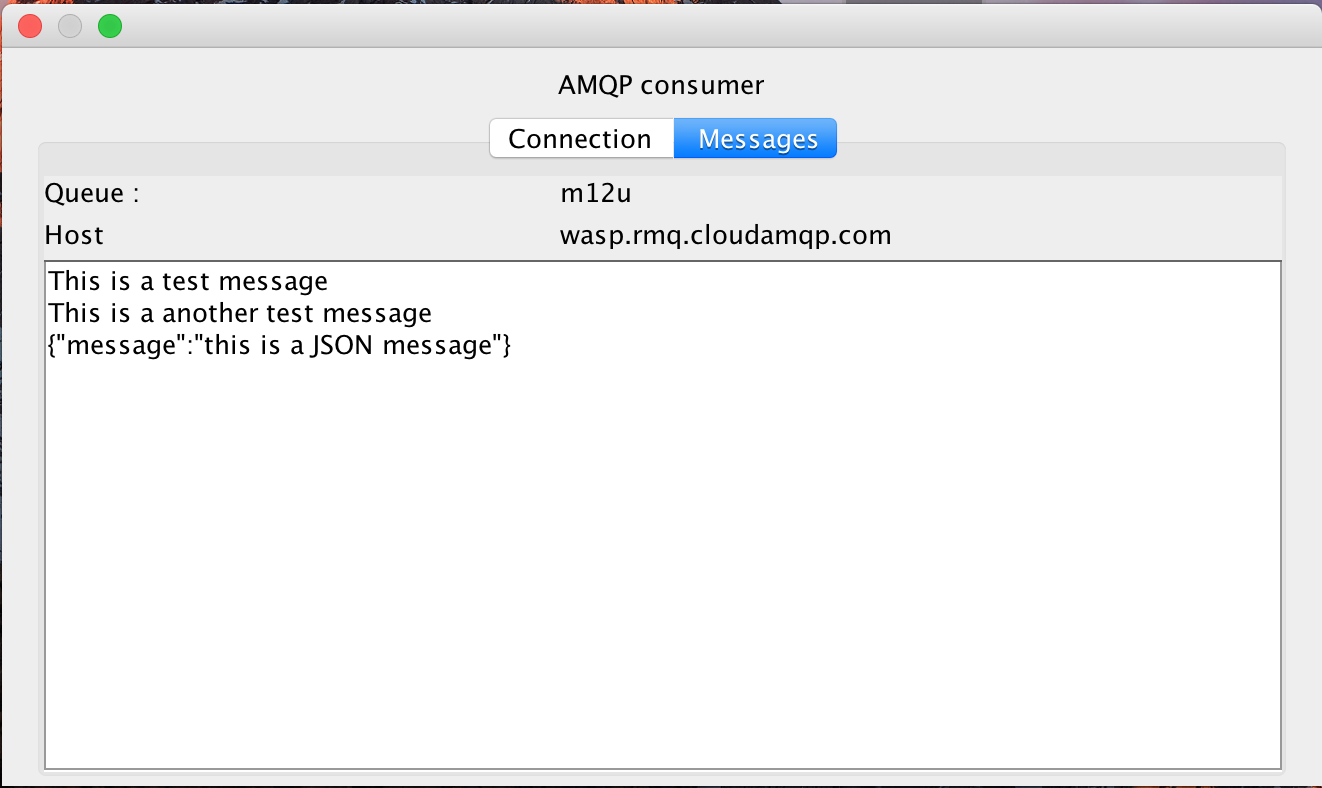 AMQP consumer
Connection Messages
Queue : m12u
Host wasp.rmq.cloudamqp.com
This is a test message
This is a another test message
{"message":"this is a JSON message"}